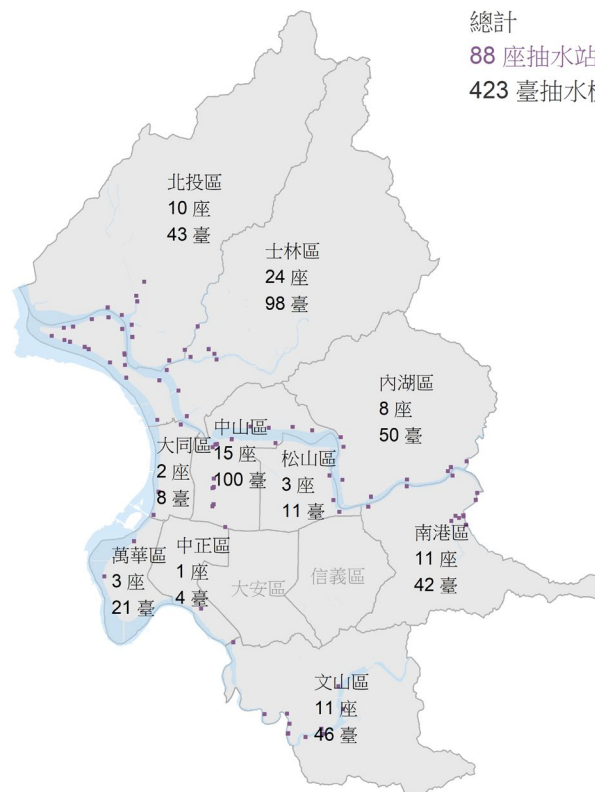 總計
88 座抽水站
423 臺抽水
北投區
10 座
43 臺
士林區
24 座
98 臺
內湖區
8 座
50 臺
中山區
15 座
100 臺
大同區
2 座
8 臺
松山區
3 座
11 臺
南港區
11 座
42 臺
中正區
1 座
4 臺
萬華區
3 座
21 臺
大安區
信義區
文山區
11 座
46 臺